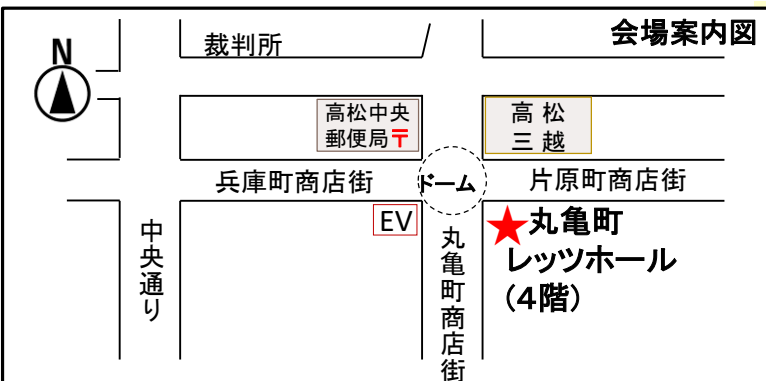 会場案内図
N
裁判所
高松中央
郵便局〒
高松
三越
兵庫町商店街
ドーム
片原町商店街
EV
★丸亀町
レッツホール
(4階)
中央通り
丸亀町商店街